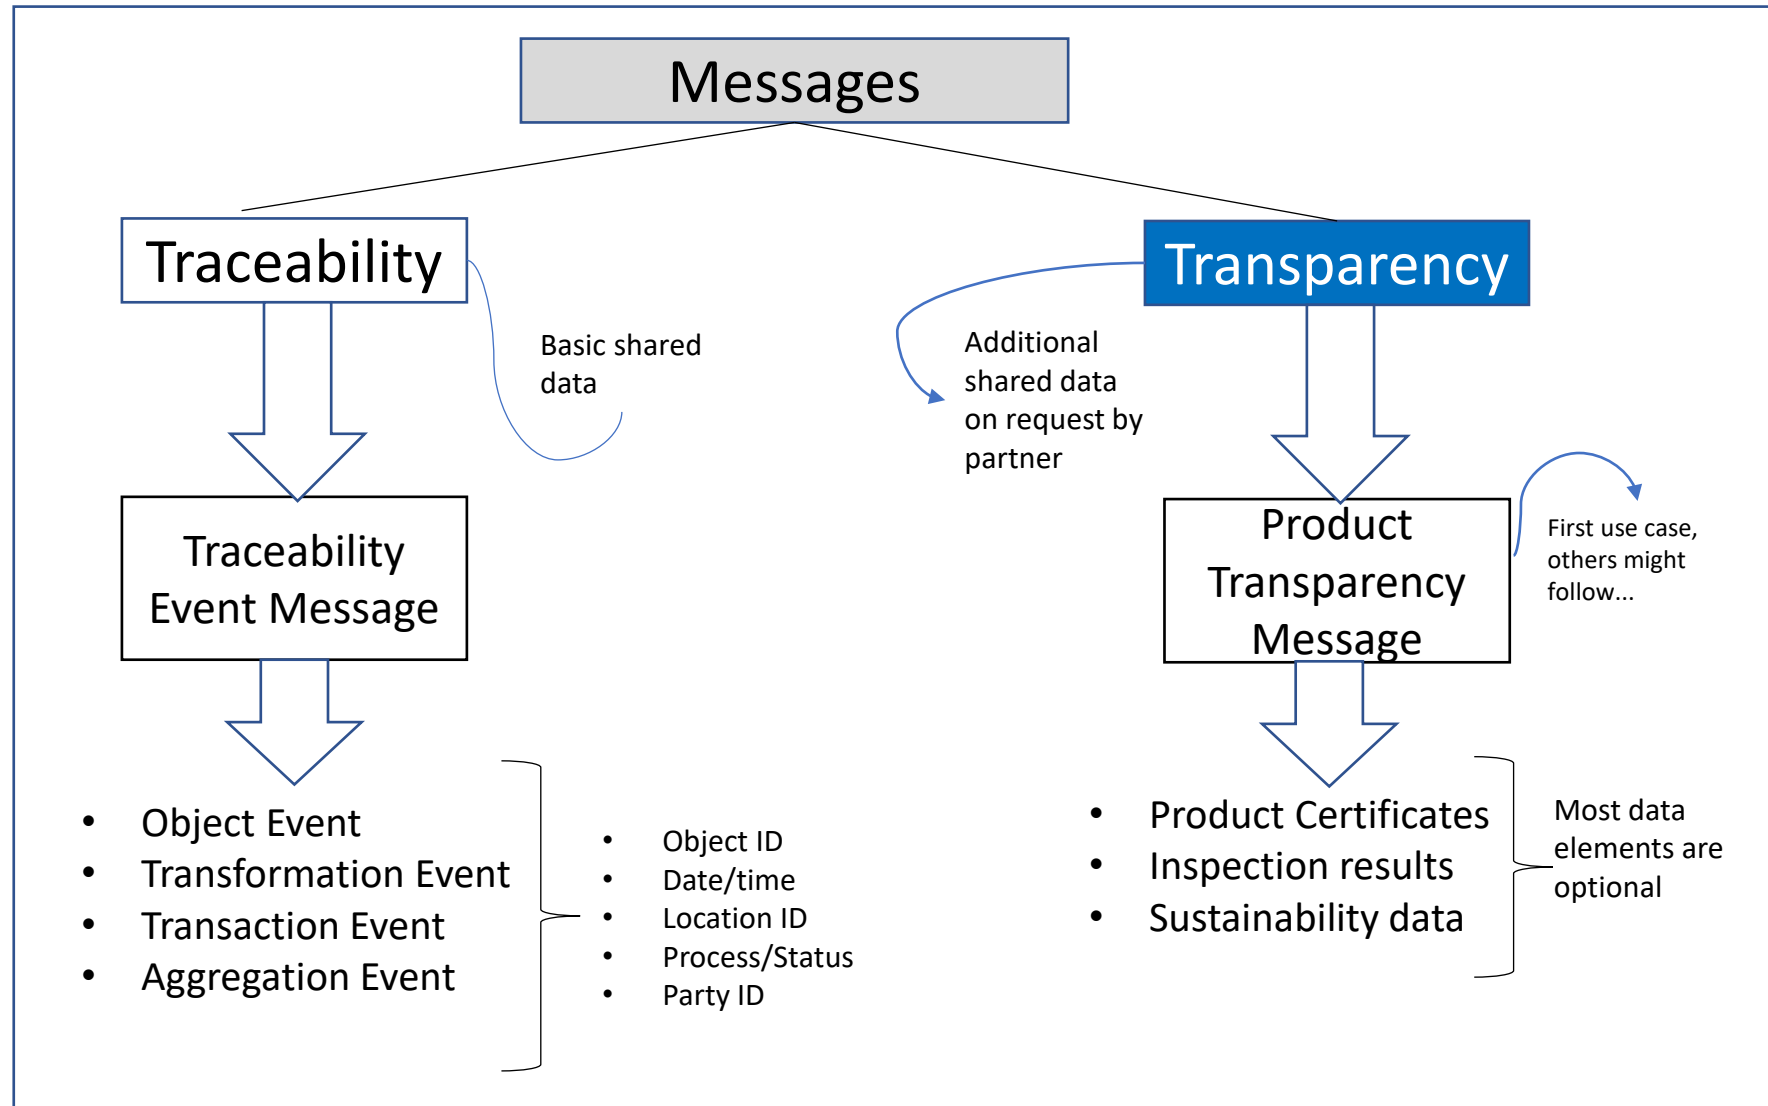 Messages
Traceability
Transparency
Basic shared
data
Additional
shared data
on request by
partner
Traceability
Event Message
Product
Transparency
Message
First use case,
others might
follow...
• Object Event
• Transformation Event
• Transaction Event
• Aggregation Event
• Object ID
• Date/time
• Location ID
• Process/Status
• Party ID
• Product Certificates
• Inspection results
• Sustainability data
Most data
elements are
optional